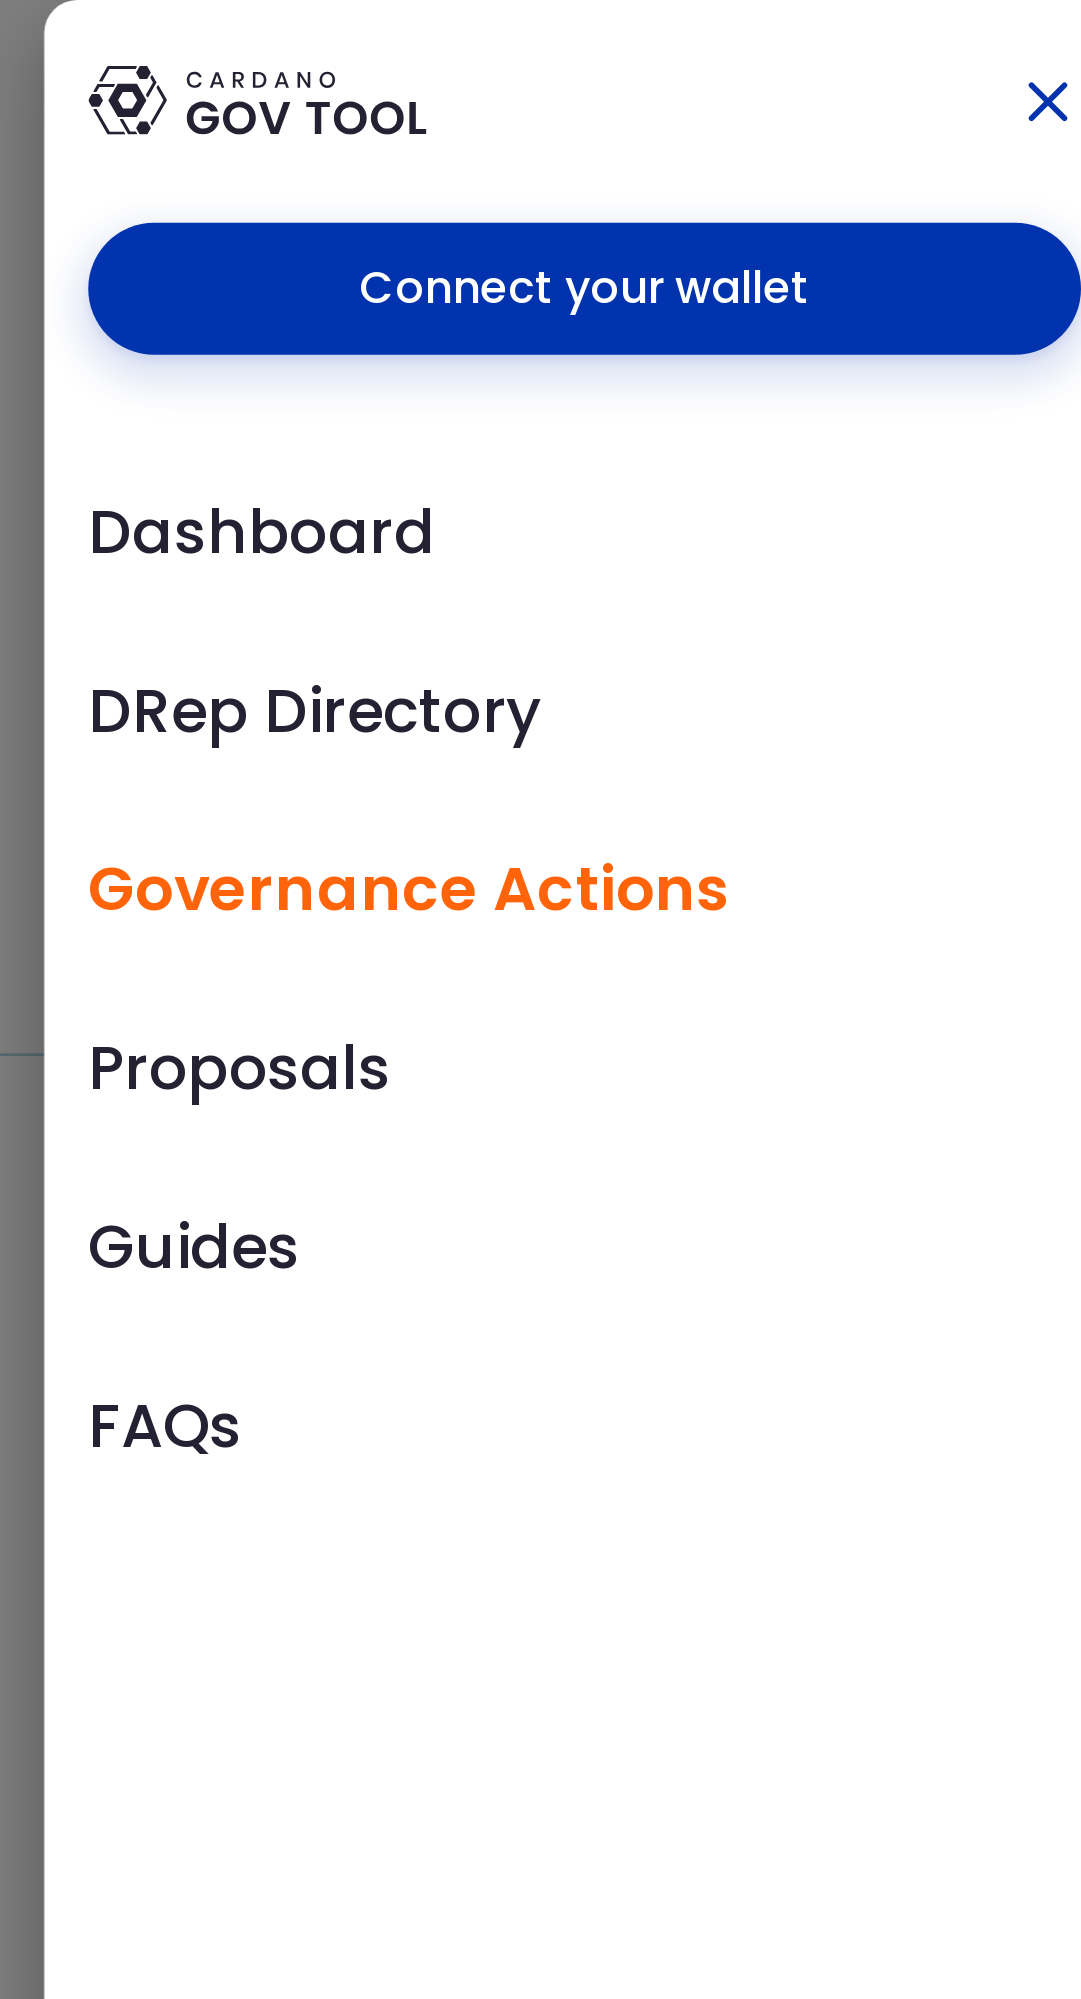 CARDANO
GOV TOOL
Connect your wallet
Dashboard
DRep Directory
Governance Actions
Proposals
Guides
FAQs